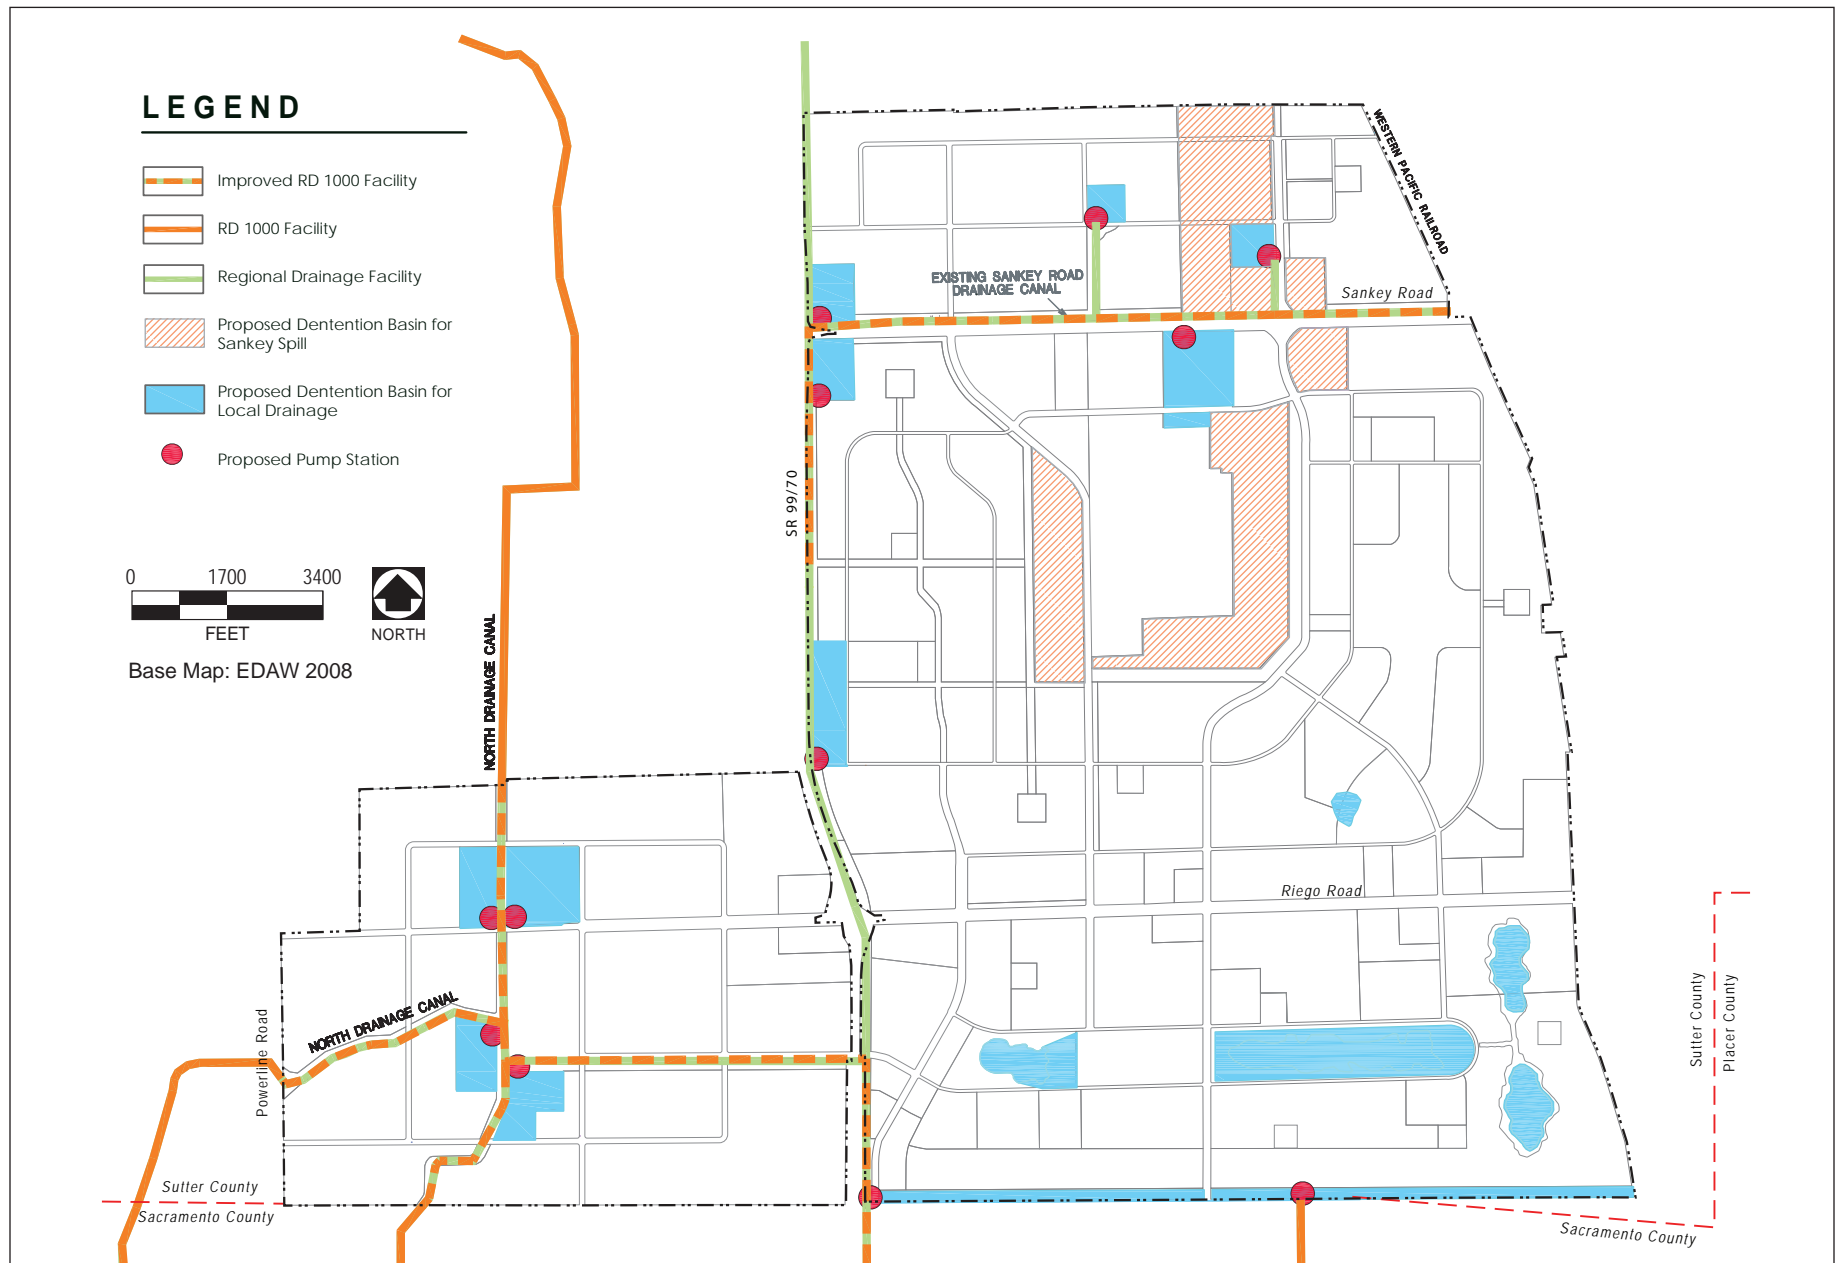 LEGEND
Improved RD 1000 Facility
RD 1000 Facility
Regional Drainage Facility
Proposed Dentention Basin for
Sankey Spill
Proposed Dentention Basin for
Local Drainage
Proposed Pump Station
0 1700 3400
FEET
NORTH
Base Map: EDAW 2008
WESTERN PACIFIC RAILROAD
EXISTING SANKEY ROAD
DRAINAGE CANAL
Sankey Road
SR 99/70
NORTH DRAINAGE CANAL
Riego Road
NORTH DRAINAGE CANAL
Powerline Road
Sutter County
Placer County
Sutter County
Sacramento County
Sacramento County